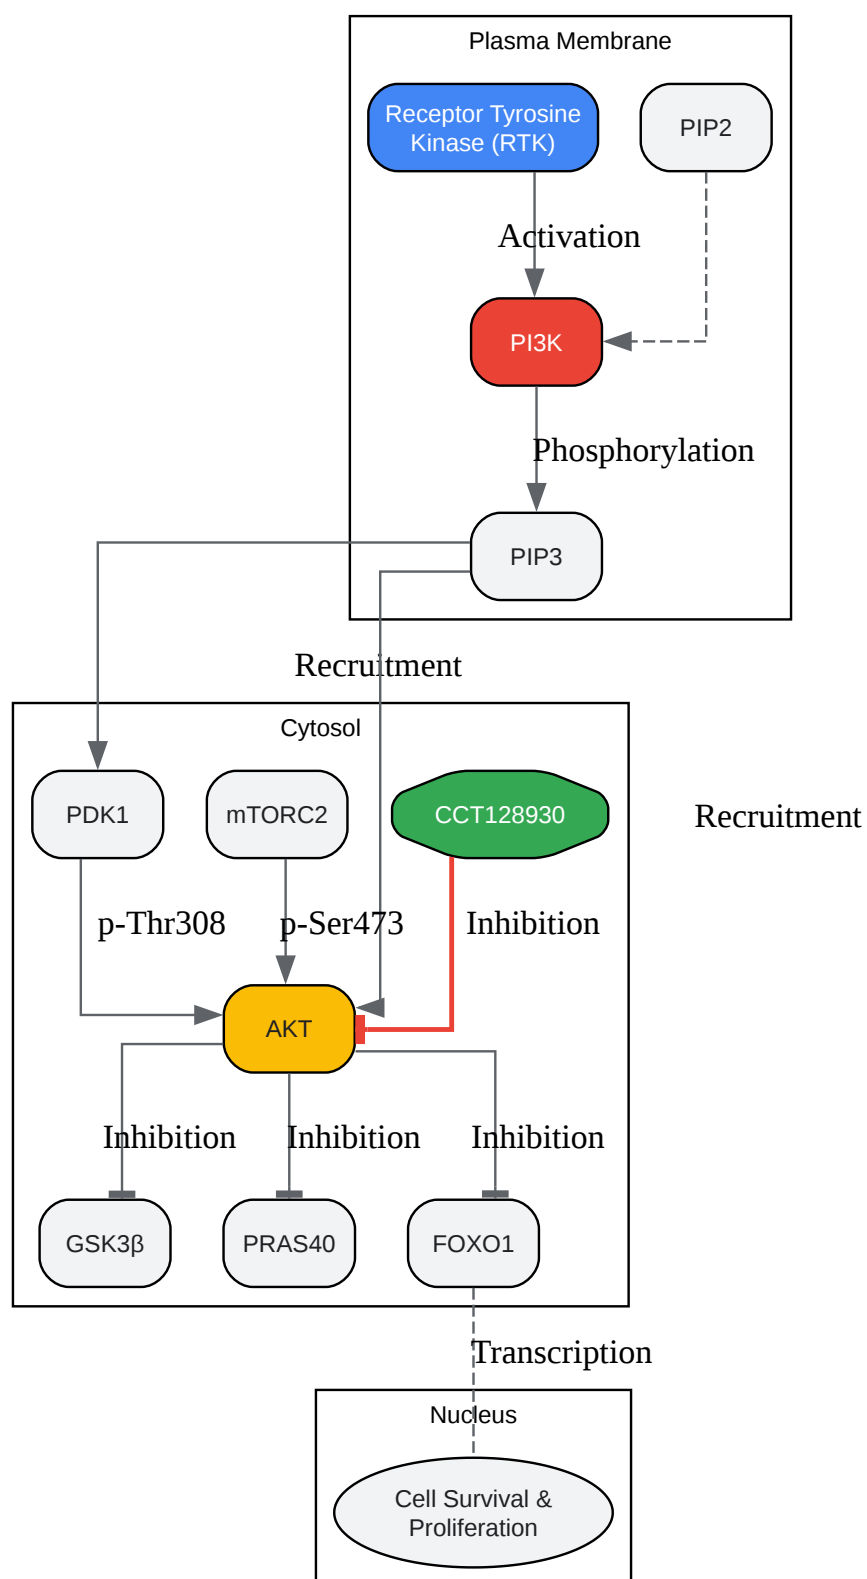 Plasma Membrane
Receptor Tyrosine
Kinase (RTK)
PIP2
Activation
PI3K
Phosphorylation
PIP3
Recruitment
Cytosol
PDK1
mTORC2
CCT128930
Recruitment
p-Thr308
p-Ser473
Inhibition
AKT
Inhibition
Inhibition
Inhibition
GSK3β
PRAS40
FOXO1
Transcription
Nucleus
Cell Survival &
Proliferation